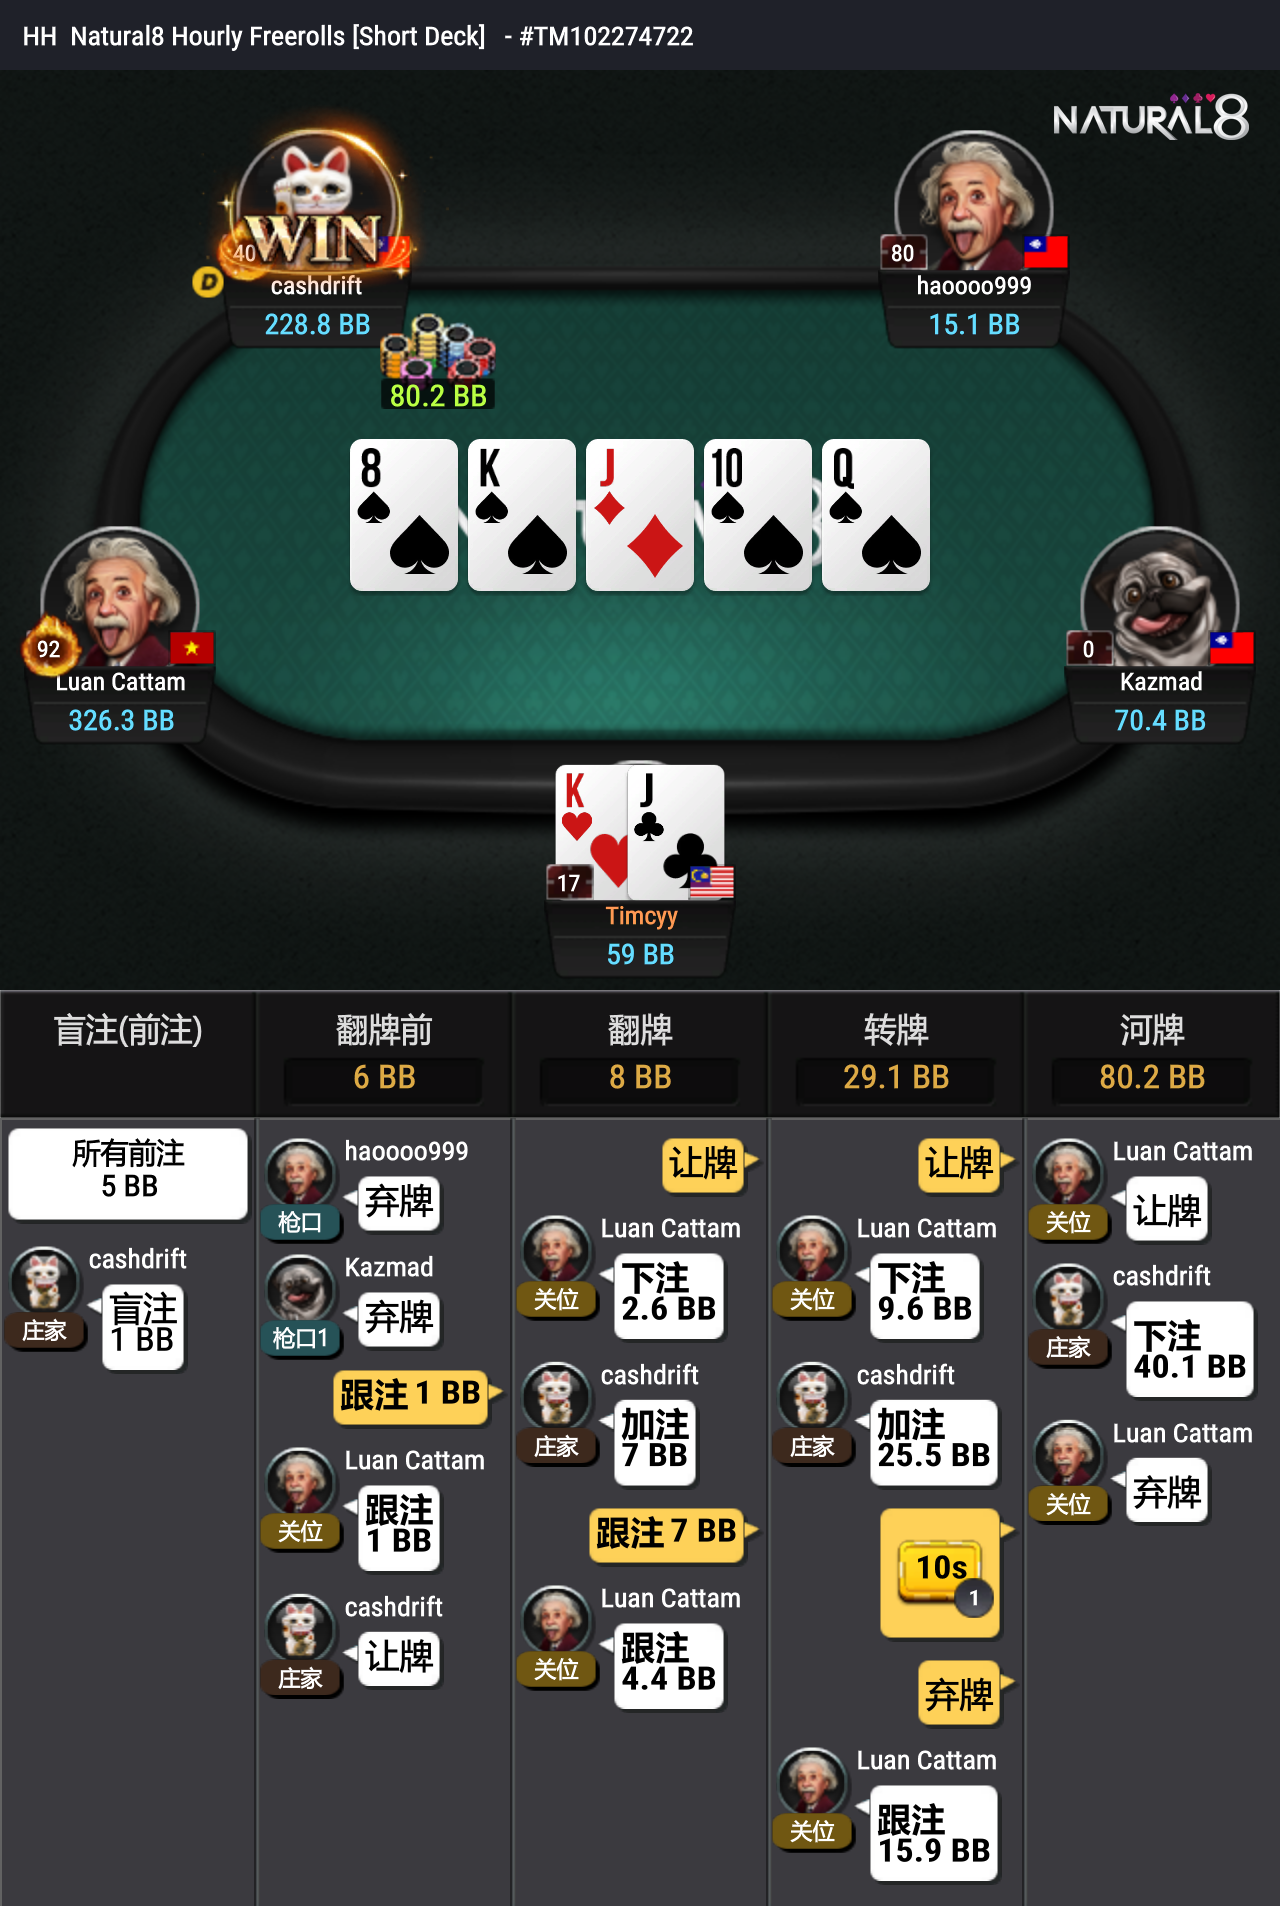 HH Natural8 Hourly Freerolls [Short Deck] - #TM102274722
NATURAL8
WIN
40
D
cashdrift
228.8 BB
80
haoooo999
15.1 BB
80.2 BB
8
K
J
10
Q
92
Luan Cattam
326.3 BB
0
Kazmad
70.4 BB
K
J
17
Timcyy
59 BB
盲注(前注)
翻牌前
6 BB
翻牌
8 BB
转牌
29.1 BB
河牌
80.2 BB
所有前注
5 BB
cashdrift
庄家
盲注
1 BB
haoooo999
枪口
弃牌
Kazmad
枪口1
弃牌
跟注 1 BB
Luan Cattam
关位
跟注
1 BB
cashdrift
庄家
让牌
让牌
Luan Cattam
关位
下注
2.6 BB
cashdrift
庄家
加注
7 BB
跟注 7 BB
Luan Cattam
关位
跟注
4.4 BB
让牌
Luan Cattam
关位
下注
9.6 BB
cashdrift
庄家
加注
25.5 BB
10s
1
弃牌
Luan Cattam
关位
跟注
15.9 BB
Luan Cattam
关位
让牌
cashdrift
庄家
下注
40.1 BB
Luan Cattam
关位
弃牌